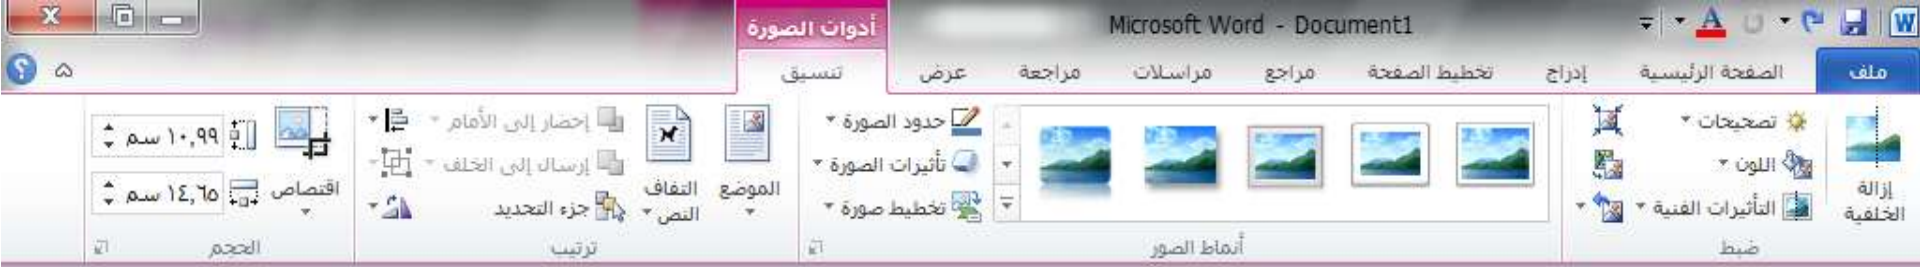 Microsoft Word - Document1
أدوات الصورة
ملف
الصفحة الرئيسية
إدراج
تخطيط الصفحة
مراجع
مراسلات
مراجعة
عرض
تنسيق
إزالة
الخلفية
تصحيحات
اللون
التأثيرات الفنية
ضبط
حدود الصورة
تأثيرات الصورة
تخطيط صورة
أنماط الصور
الموضع
التفاف
النص
إحضار إلى الأمام
إرسال إلى الخلف
جزء التحديد
ترتيب
اقتصاص
١٠,٩٩ سم
١٤,٦٥ سم
الحجم